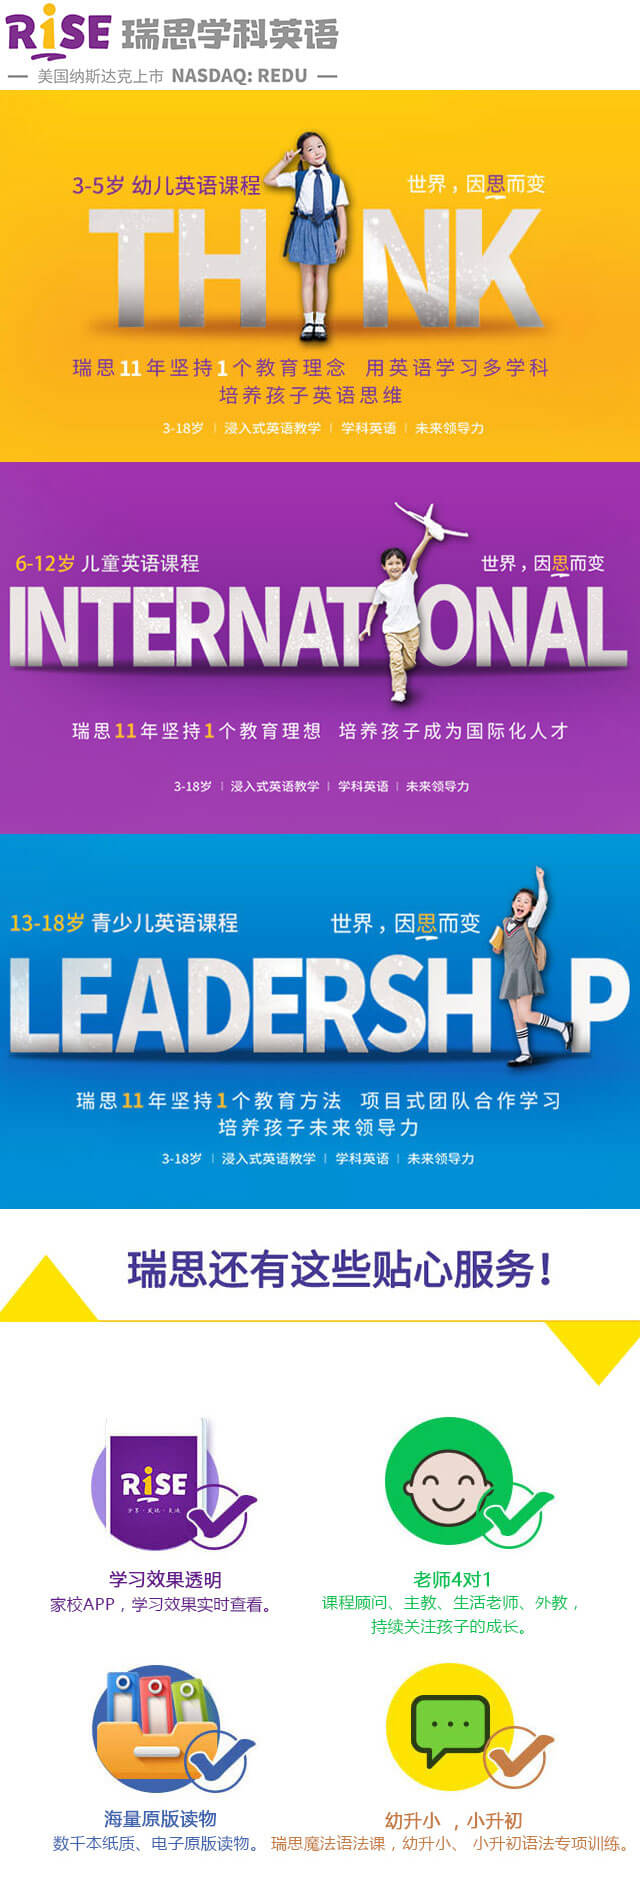 RiSE 瑞思学科英语
美国纳斯达克上市 NASDAQ: REDU
3-5岁 幼儿英语课程
世界，因思而变
THINK
瑞思11年坚持1个教育理念 用英语学习多学科
培养孩子英语思维
3-18岁 | 浸入式英语教学 | 学科英语 | 未来领导力
6-12岁 儿童英语课程
世界，因思而变
INTERNATIONAL
瑞思11年坚持1个教育理想 培养孩子成为国际化人才
3-18岁 | 浸入式英语教学 | 学科英语 | 未来领导力
13-18岁 青少儿英语课程
世界，因思而变
LEADERSHIP
瑞思11年坚持1个教育方法 项目式团队合作学习
培养孩子未来领导力
3-18岁 | 浸入式英语教学 | 学科英语 | 未来领导力
瑞思还有这些贴心服务！
RiSE
学习效果透明
家校APP，学习效果实时查看。
老师4对1
课程顾问、主教、生活老师、外教，
持续关注孩子的成长。
海量原版读物
数千本纸质、电子原版读物。
幼升小 ，小升初
瑞思魔法语法课，幼升小、 小升初语法专项训练。